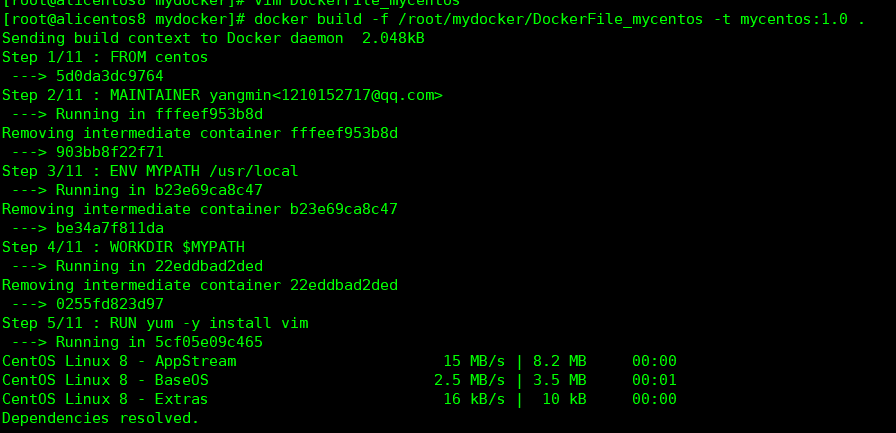 [root@alicentos8 mydocker]# vim DockerFile_mycentos
[root@alicentos8 mydocker]# docker build -f /root/mydocker/DockerFile_mycentos -t mycentos:1.0 .
Sending build context to Docker daemon  2.048kB
Step 1/11 : FROM centos
 ---> 5d0da3dc9764
Step 2/11 : MAINTAINER yangmin<1210152717@qq.com>
 ---> Running in fffeef953b8d
Removing intermediate container fffeef953b8d
 ---> 903bb8f22f71
Step 3/11 : ENV MYPATH /usr/local
 ---> Running in b23e69ca8c47
Removing intermediate container b23e69ca8c47
 ---> be34a7f811da
Step 4/11 : WORKDIR $MYPATH
 ---> Running in 22eddbad2ded
Removing intermediate container 22eddbad2ded
 ---> 0255fd823d97
Step 5/11 : RUN yum -y install vim
 ---> Running in 5cf05e09c465
CentOS Linux 8 - AppStream                       15 MB/s | 8.2 MB     00:00
CentOS Linux 8 - BaseOS                         2.5 MB/s | 3.5 MB     00:01
CentOS Linux 8 - Extras                          16 kB/s |  10 kB     00:00
Dependencies resolved.